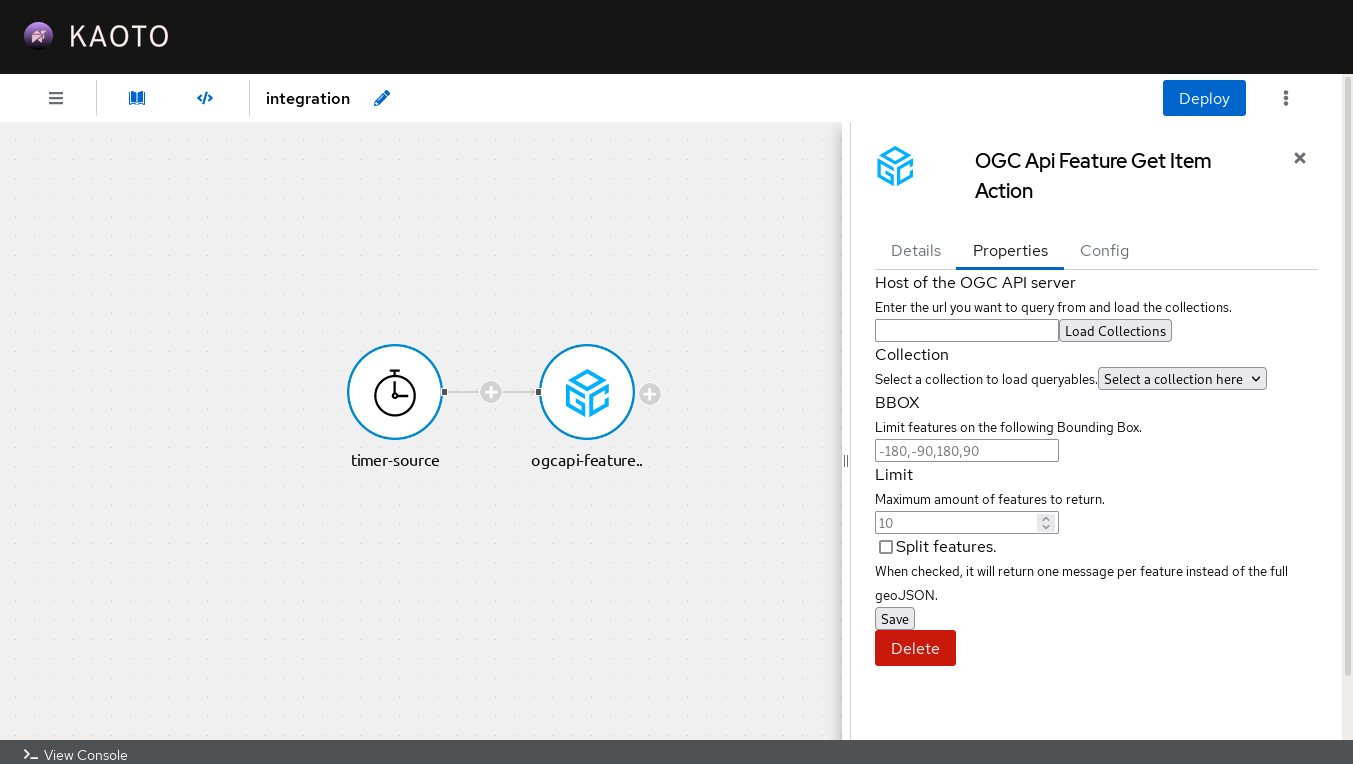 KAOTO
integration
Deploy
OGC Api Feature Get Item
Action
Details Properties Config
Host of the OGC API server
Enter the url you want to query from and load the collections.
Load Collections
Collection
Select a collection to load queryables. Select a collection here
BBOX
Limit features on the following Bounding Box.
-180,-90,180,90
Limit
Maximum amount of features to return.
10
Split features.
When checked, it will return one message per feature instead of the full
geoJSON.
Save
Delete
timer-source
ogcapi-feature..
View Console